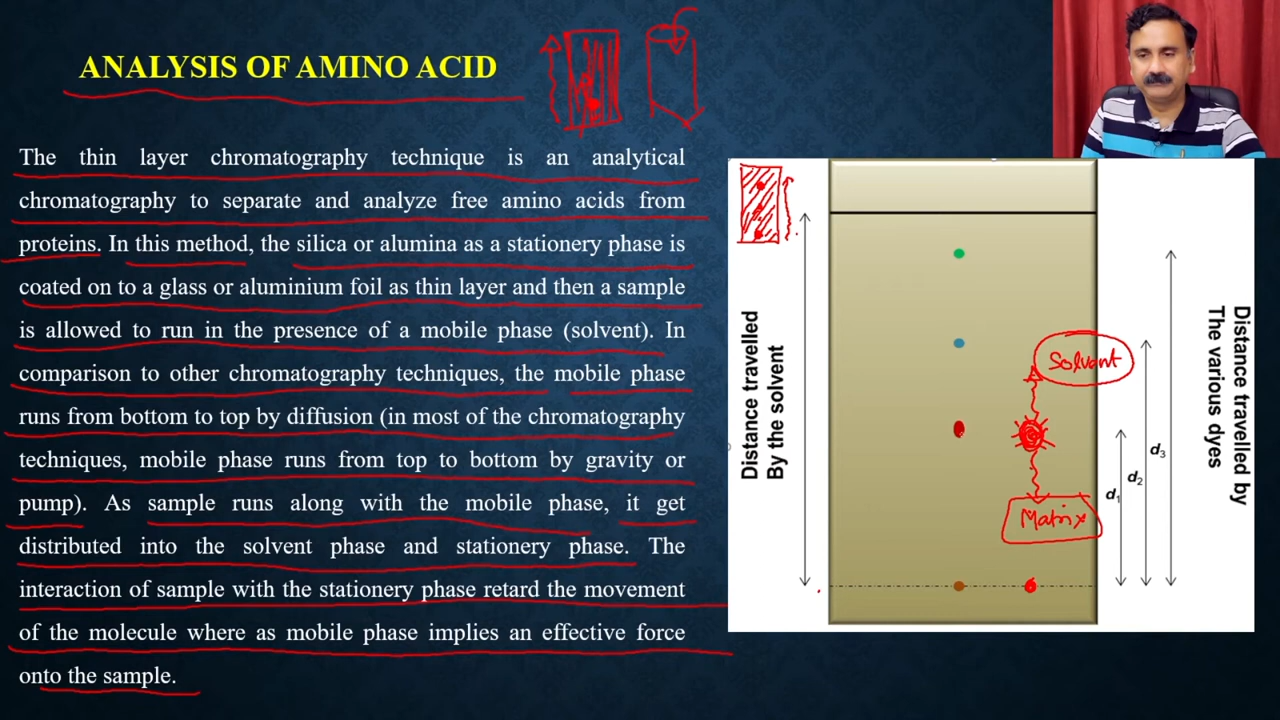 ANALYSIS OF AMINO ACID
The thin layer chromatography technique is an analytical
chromatography to separate and analyze free amino acids from
proteins. In this method, the silica or alumina as a stationery phase is
coated on to a glass or aluminium foil as thin layer and then a sample
is allowed to run in the presence of a mobile phase (solvent). In
comparison to other chromatography techniques, the mobile phase
runs from bottom to top by diffusion (in most of the chromatography
techniques, mobile phase runs from top to bottom by gravity or
pump). As sample runs along with the mobile phase, it get
distributed into the solvent phase and stationery phase. The
interaction of sample with the stationery phase retard the movement
of the molecule where as mobile phase implies an effective force
onto the sample.
Distance travelled
By the solvent
Solvant
Matrix
d1
d2
d3
Distance travelled by
The various dyes